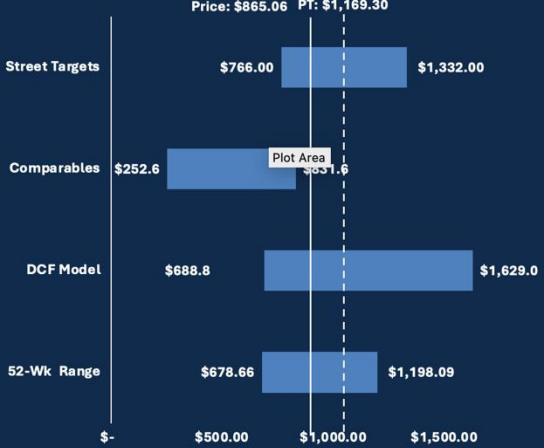 Price: $865.06 PT: $1,169.30
Street Targets $766.00 $1,332.00
Plot Area
Comparables $252.6 $831.6
DCF Model $688.8 $1,629.0
52-Wk Range $678.66 $1,198.09
$- $500.00 $1,000.00 $1,500.00